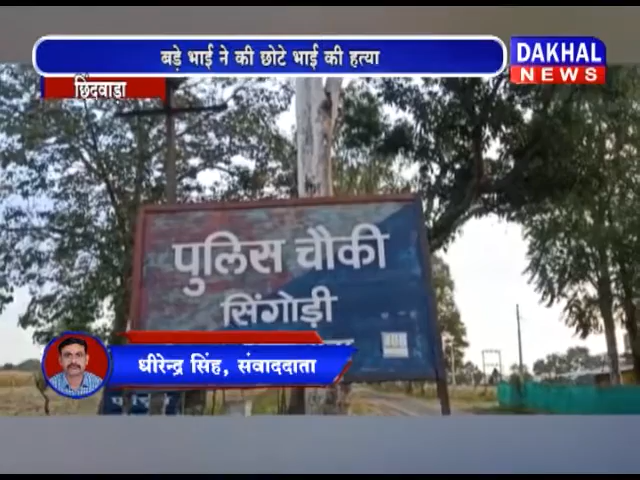 बड़े भाई ने की छोटे भाई की हत्या
DAKHAL
NEWS
छिंदवाड़ा
पुलिस चौकी
सिंगोड़ी
धीरेन्द्र सिंह, संवाददाता